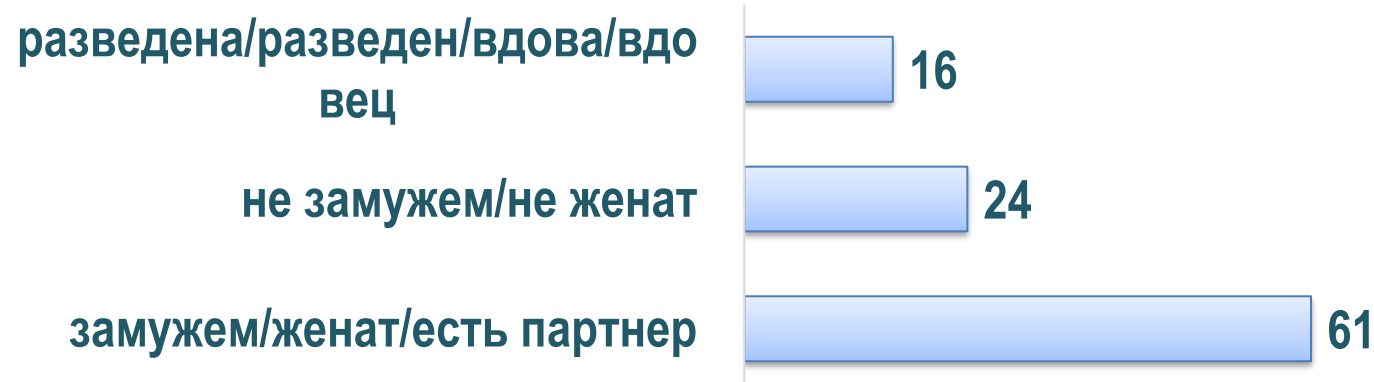 разведена/разведен/вдова/вдо
вец
16
не замужем/не женат
24
замужем/женат/есть партнер
61